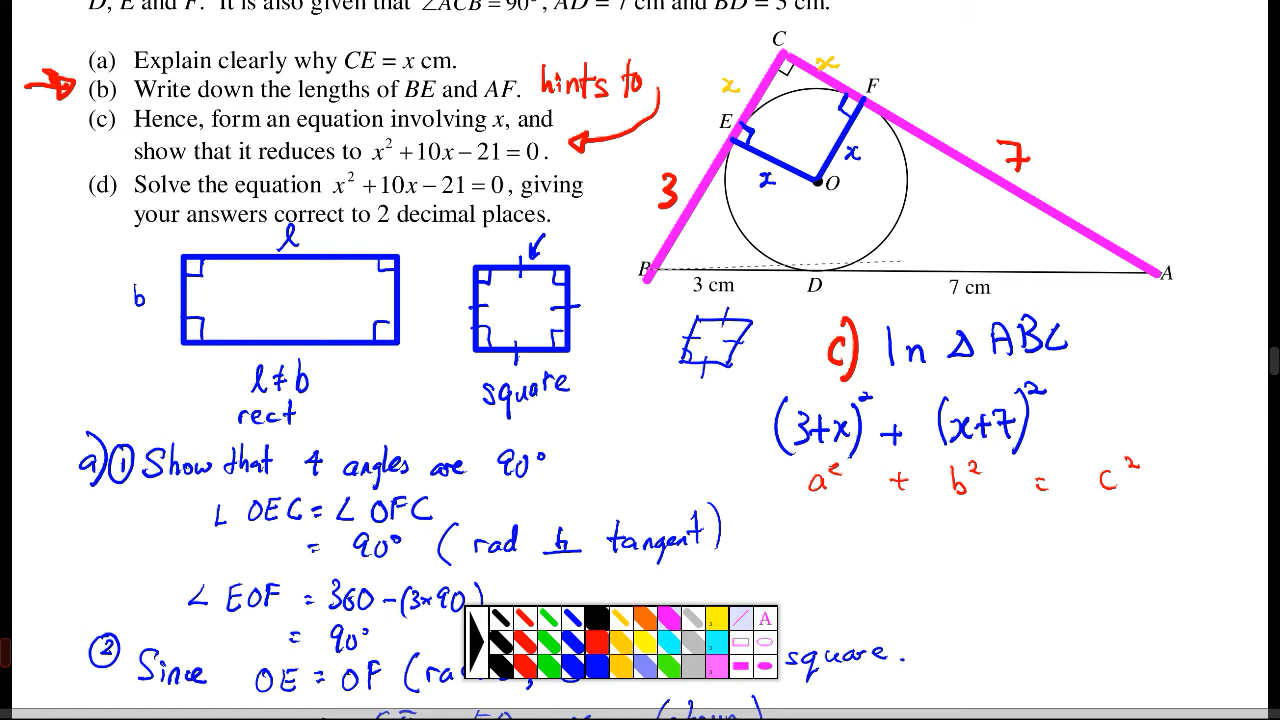 D, E and F. It is also given that ∠ACB = 90°, AD = 7 cm and BD = 3 cm.
(a) Explain clearly why CE = x cm.
(b) Write down the lengths of BE and AF. hints to
(c) Hence, form an equation involving x, and
show that it reduces to x² + 10x − 21 = 0.
(d) Solve the equation x² + 10x − 21 = 0, giving
your answers correct to 2 decimal places.
C
x
x
F
E
x
x
O
3
7
B
A
3 cm
D
7 cm
l
b
l ≠ b
rect
square
c) In △ ABC
(3+x)² + (x+7)²
a² + b² = c²
a) ① Show that 4 angles are 90°
∠ OEC = ∠ OFC
= 90° (rad ⊥ tangent)
∠ EOF = 360 − (3×90)
= 90°
② Since OE = OF (ra square.
A